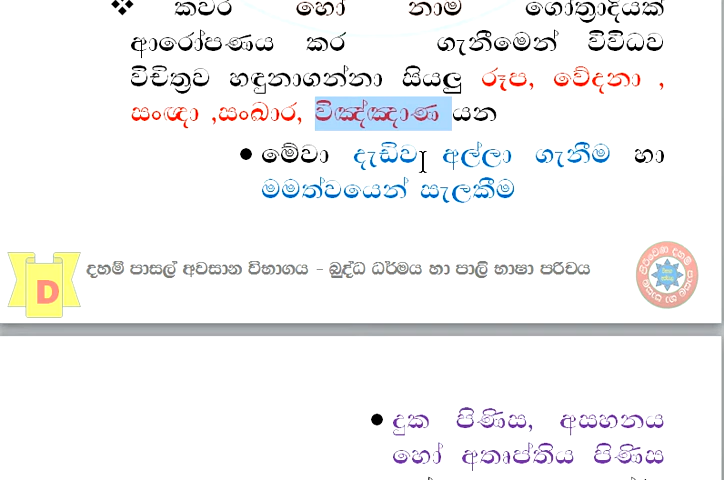 කවර හෝ නාම ගෝත්‍රාදියක්
ආරෝපණය කර ගැනීමෙන් විවිධව
විචිත්‍රව හඳුනාගන්නා සියලු රූප, වේදනා ,
සංඥා ,සංඛාර, විඤ්ඤාණ යන
● මේවා දැඩිව අල්ලා ගැනීම හා
මමත්වයෙන් සැලකීම
D
දහම් පාසල් අවසාන විභාගය - බුද්ධ ධර්මය හා පාලි භාෂා පරිචය
● දුක පිණිස, අසහනය
හෝ අතෘප්තිය පිණිස